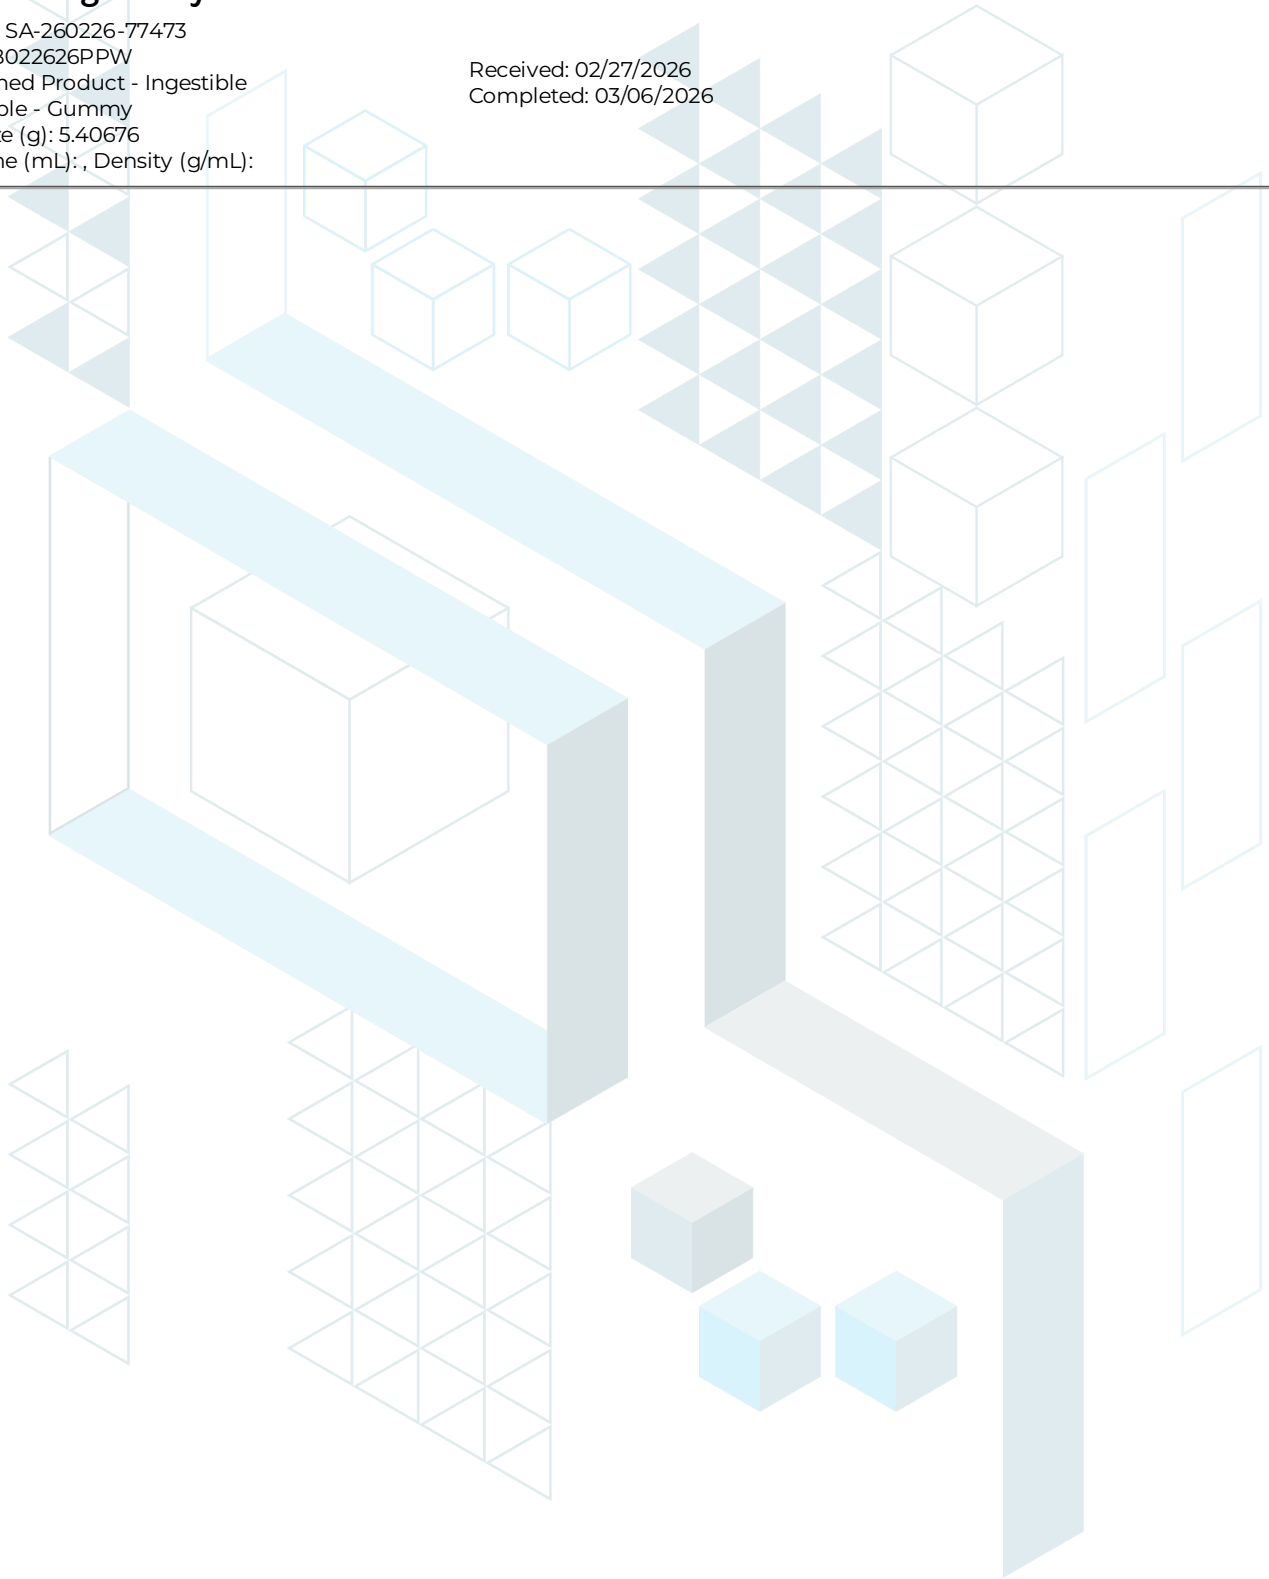 SA-260226-77473
3022626PPW
ned Product - Ingestible
ble - Gummy
ze (g): 5.40676
ne (mL): , Density (g/mL):
Received: 02/27/2026
Completed: 03/06/2026